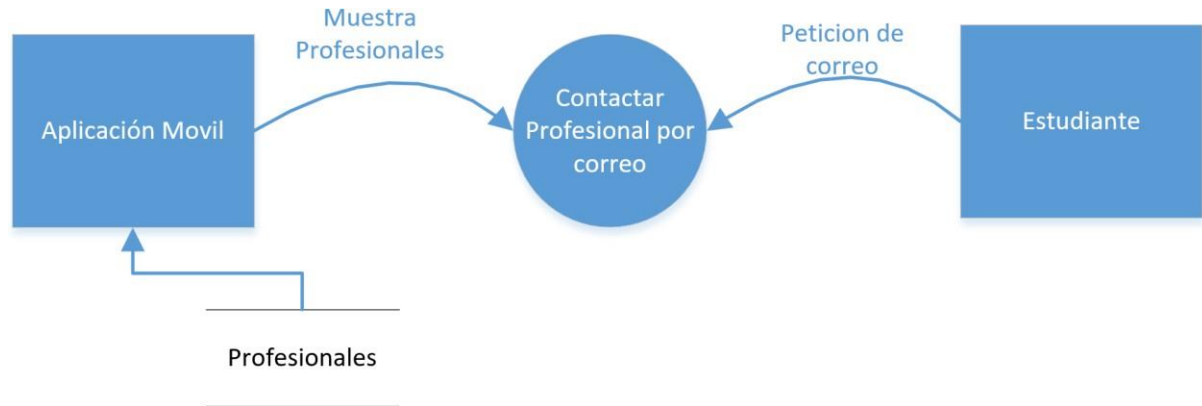 Muestra
Profesionales
Aplicación Movil
Contactar
Profesional por
correo
Peticion de
correo
Estudiante
Profesionales